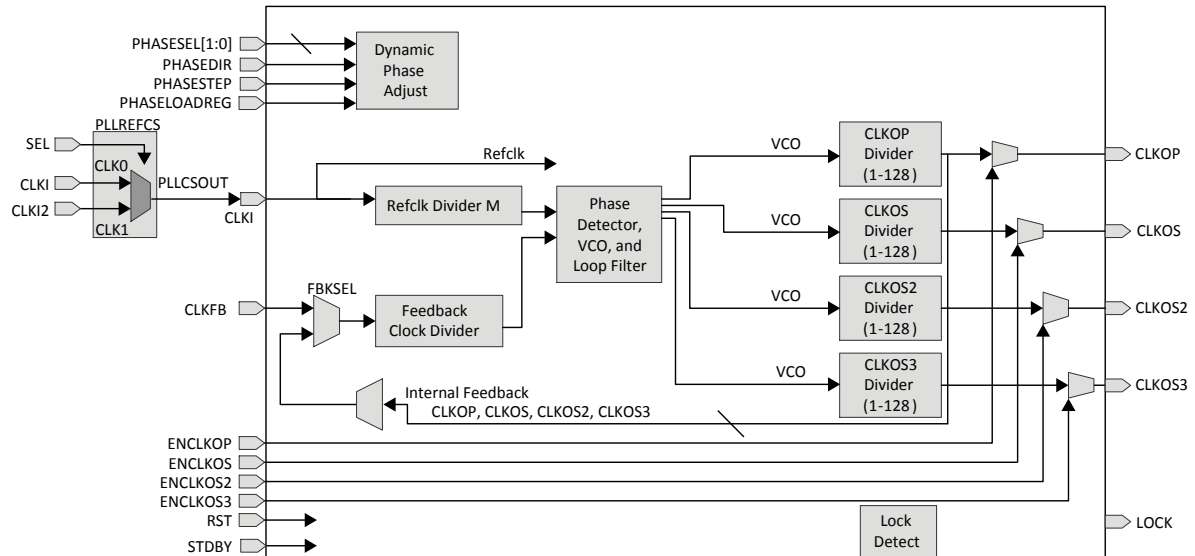 PHASESEL[1:0]
PHASEDIR
PHASESTEP
PHASELOADREG
Dynamic
Phase
Adjust
PLLREFCS
SEL
CLK0
CLKI
CLKI2
CLK1
PLLCSOUT
CLKI
Refclk
Refclk Divider M
Phase
Detector,
VCO, and
Loop Filter
VCO
CLKOP
Divider
(1-128)
CLKOP
VCO
CLKOS
Divider
(1-128)
CLKOS
VCO
CLKOS2
Divider
(1-128)
CLKOS2
VCO
CLKOS3
Divider
(1-128)
CLKOS3
CLKFB
FBKSEL
Feedback
Clock Divider
Internal Feedback
CLKOP, CLKOS, CLKOS2, CLKOS3
ENCLKOP
ENCLKOS
ENCLKOS2
ENCLKOS3
RST
STDBY
Lock
Detect
LOCK